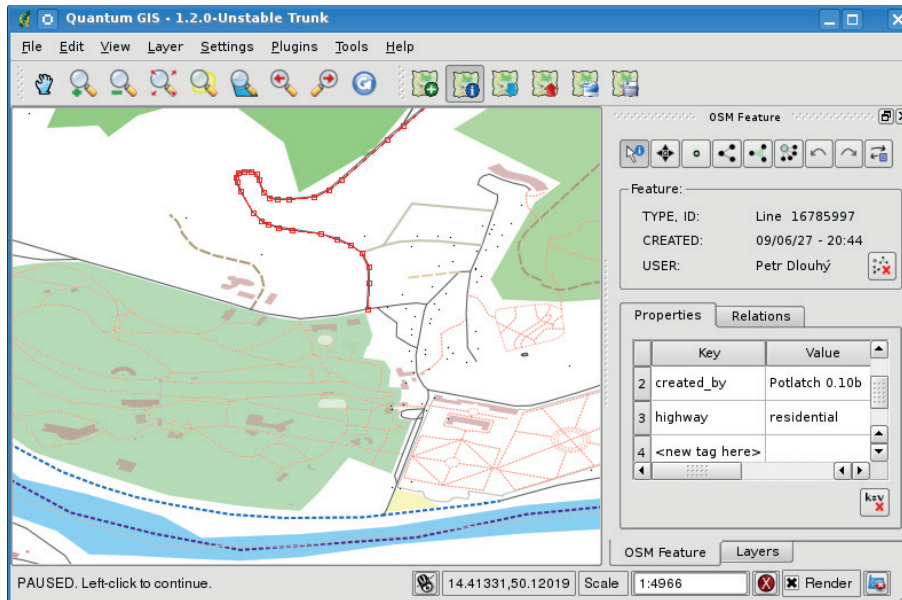 Quantum GIS - 1.2.0-Unstable Trunk
File Edit View Layer Settings Plugins Tools Help
OSM Feature
Feature:
TYPE, ID: Line 16785997
CREATED: 09/06/27 - 20:44
USER: Petr Dlouhý
Properties Relations
Key Value
2 created_by Potlatch 0.10b
3 highway residential
4 <new tag here>
k=v
OSM Feature Layers
PAUSED. Left-click to continue. 14.41331,50.12019 Scale 1:4966 Render